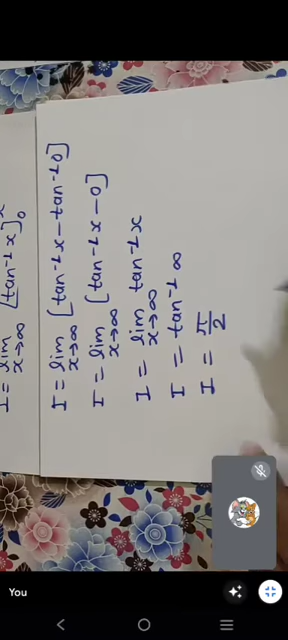 I = lim x→∞ [tan⁻¹x]₀ˣ
I = lim x→∞ [tan⁻¹x − tan⁻¹0]
I = lim x→∞ [tan⁻¹x − 0]
I = lim x→∞ tan⁻¹x
I = tan⁻¹∞
I = π/2
You